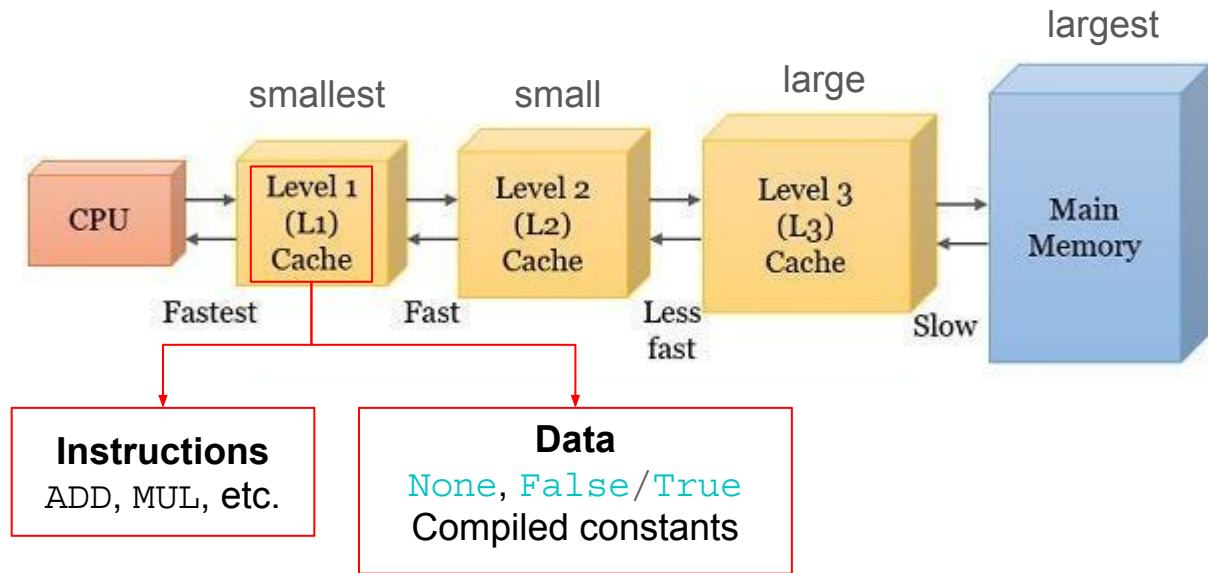 largest
smallest
small
large
CPU
Level 1
(L1)
Cache
Level 2
(L2)
Cache
Level 3
(L3)
Cache
Main
Memory
Fastest
Fast
Less
fast
Slow
Instructions
ADD, MUL, etc.
Data
None, False/True
Compiled constants